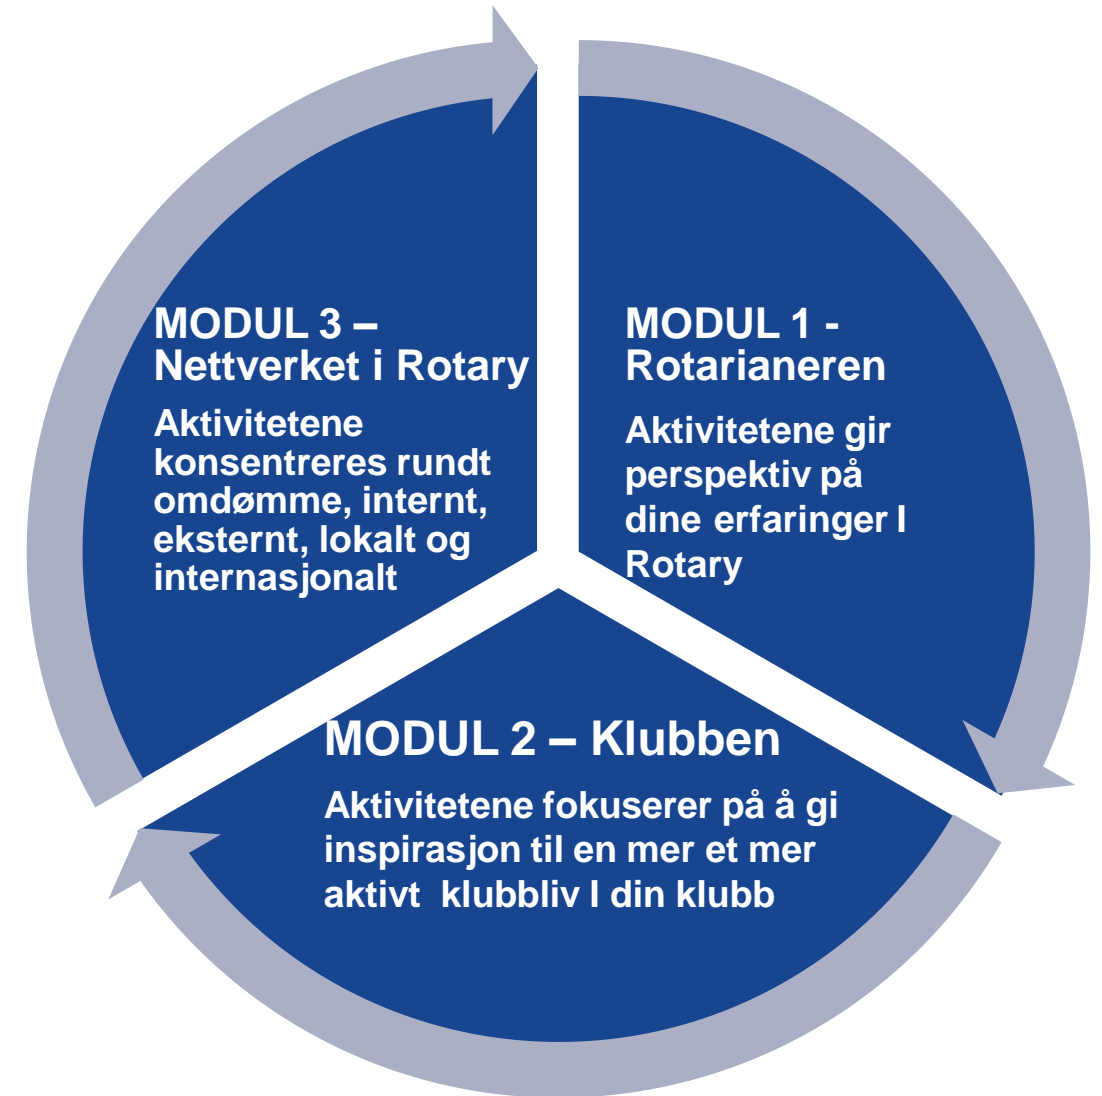 MODUL 1 -
Rotarianeren
Aktivitetene gir
perspektiv på
dine erfaringer I
Rotary
MODUL 2 – Klubben
Aktivitetene fokuserer på å gi
inspirasjon til en mer et mer
aktivt  klubbliv I din klubb
MODUL 3 –
Nettverket i Rotary
Aktivitetene
konsentreres rundt
omdømme, internt,
eksternt, lokalt og
internasjonalt